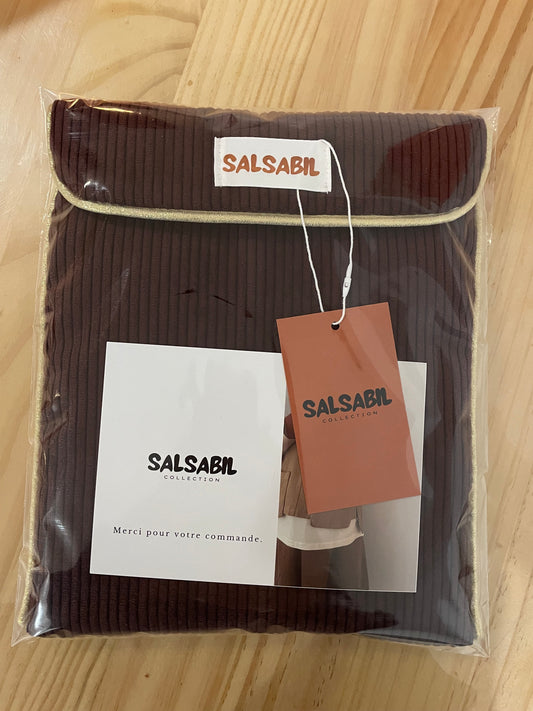 SALSABIL
SALSABIL
COLLECTION
SALSABIL
COLLECTION
Merci pour votre commande.